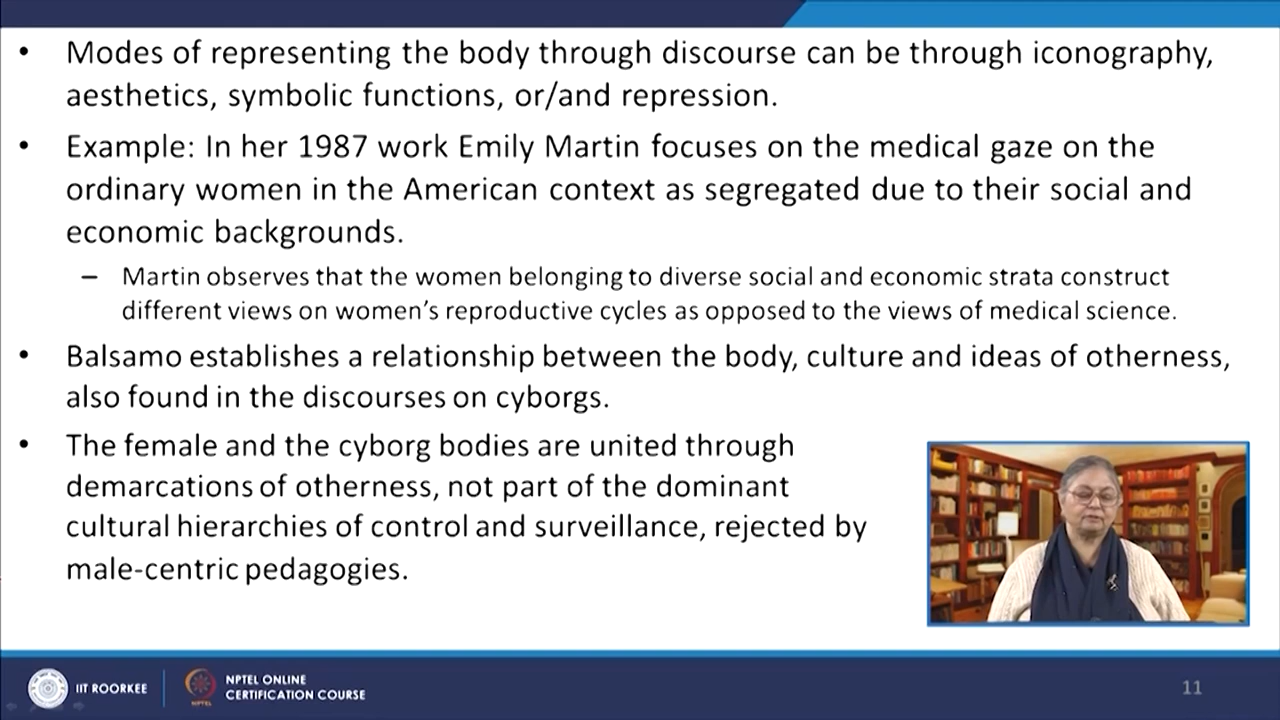 • Modes of representing the body through discourse can be through iconography,
aesthetics, symbolic functions, or/and repression.
• Example: In her 1987 work Emily Martin focuses on the medical gaze on the
ordinary women in the American context as segregated due to their social and
economic backgrounds.
– Martin observes that the women belonging to diverse social and economic strata construct
different views on women’s reproductive cycles as opposed to the views of medical science.
• Balsamo establishes a relationship between the body, culture and ideas of otherness,
also found in the discourses on cyborgs.
• The female and the cyborg bodies are united through
demarcations of otherness, not part of the dominant
cultural hierarchies of control and surveillance, rejected by
male-centric pedagogies.
IIT ROORKEE
NPTEL
NPTEL ONLINE
CERTIFICATION COURSE
11